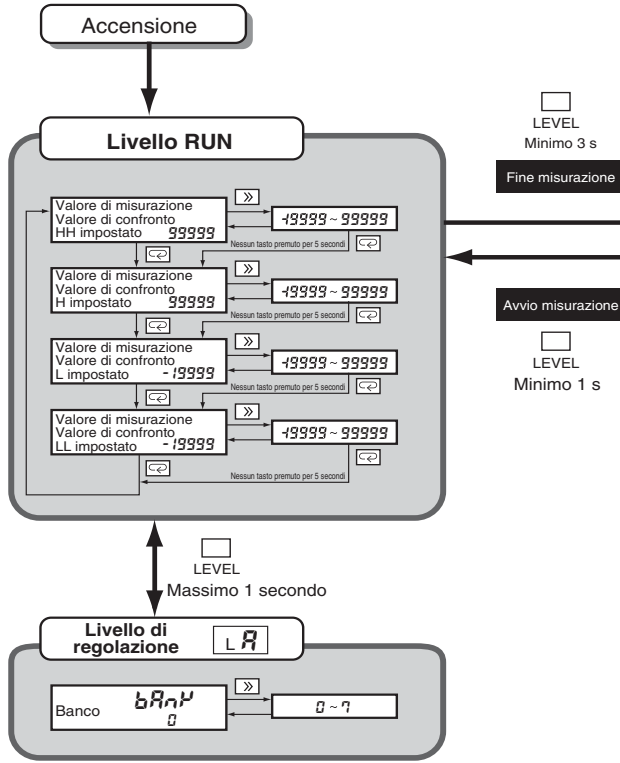 Accensione
Livello RUN
LEVEL
Minimo 3 s
Fine misurazione
Valore di misurazione
Valore di confronto
HH impostato 99999
-19999 ~ 99999
Nessun tasto premuto per 5 secondi
Valore di misurazione
Valore di confronto
H impostato 99999
-19999 ~ 99999
Nessun tasto premuto per 5 secondi
Avvio misurazione
LEVEL
Minimo 1 s
Valore di misurazione
Valore di confronto
L impostato -19999
-19999 ~ 99999
Nessun tasto premuto per 5 secondi
Valore di misurazione
Valore di confronto
LL impostato -19999
-19999 ~ 99999
Nessun tasto premuto per 5 secondi
LEVEL
Massimo 1 secondo
Livello di
regolazione
L A
Banco
bAnK
0
0 ~ 7